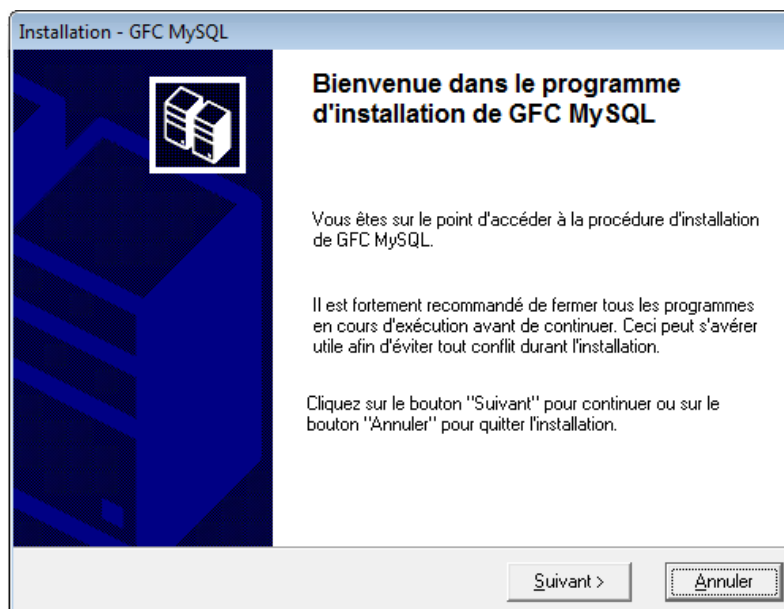 Installation - GFC MySQL
Bienvenue dans le programme
d'installation de GFC MySQL
Vous êtes sur le point d'accéder à la procédure d'installation
de GFC MySQL.
Il est fortement recommandé de fermer tous les programmes
en cours d'exécution avant de continuer. Ceci peut s'avérer
utile afin d'éviter tout conflit durant l'installation.
Cliquez sur le bouton "Suivant" pour continuer ou sur le
bouton "Annuler" pour quitter l'installation.
Suivant >
Annuler